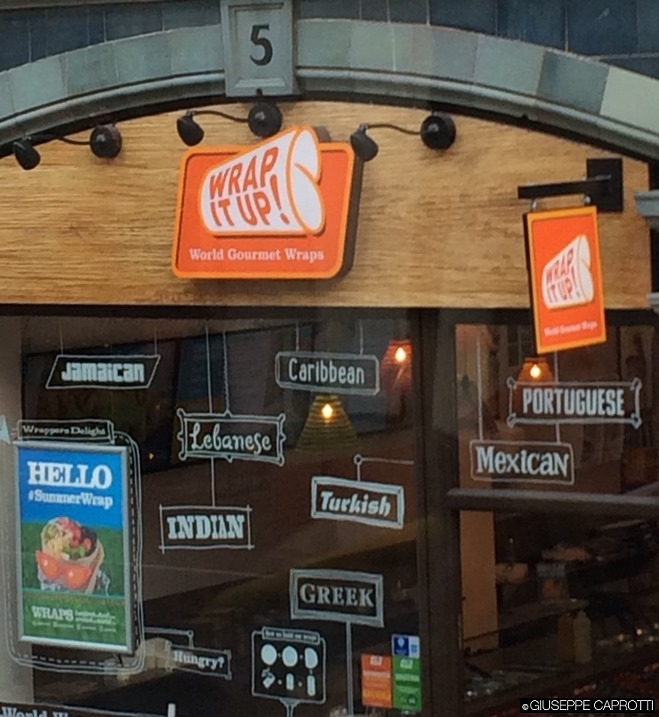 5
WRAP
IT UP!
World Gourmet Wraps
WRAP
IT UP!
World Gourmet Wraps
Jamaican
Caribbean
PORTUGUESE
Wrappers Delight
Lebanese
MexicaN
HELLO
#SummerWrap
Turkish
INDIAN
GREEK
WRAPS
Hungry?
World W
©GIUSEPPE CAPROTTI